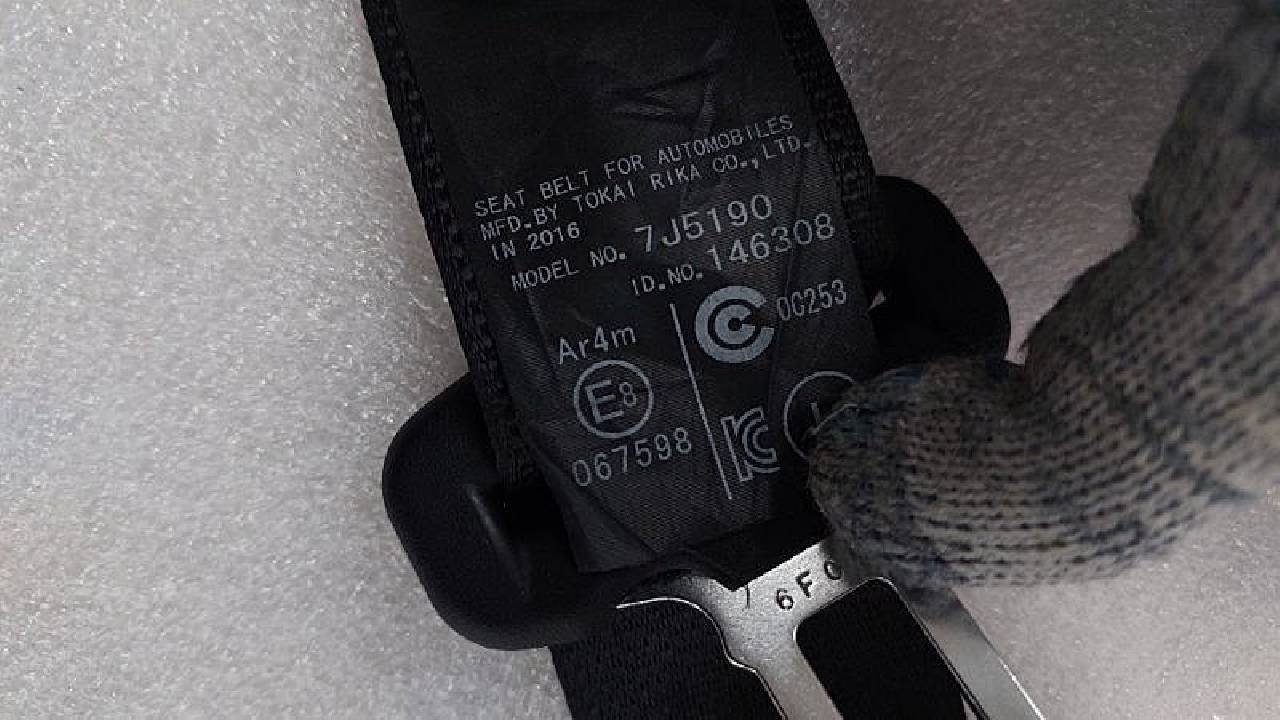 SEAT BELT FOR AUTOMOBILES
MFD.BY TOKAI RIKA CO.,LTD.
IN 2016
MODEL NO. 7J5190
ID.NO. 146308
Ar4m
E8
067598
00253
6F0